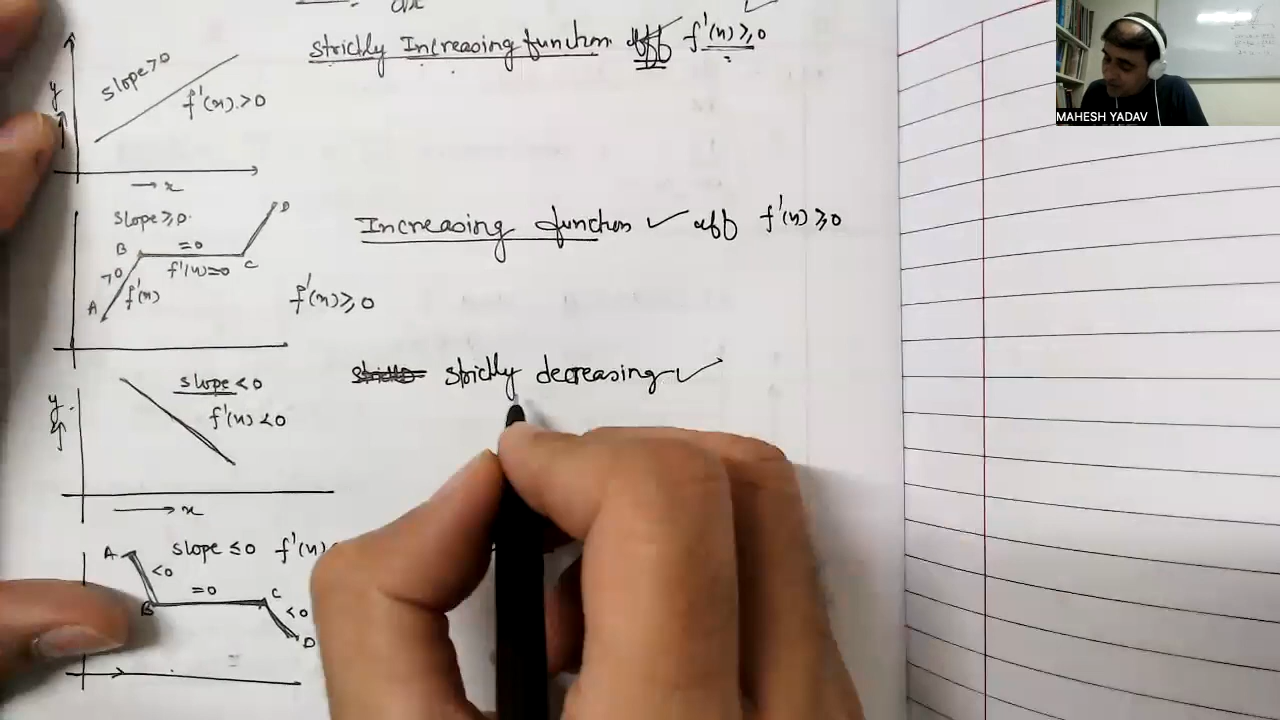 dx
Strictly Increasing function iff f'(x) ≥ 0
MAHESH YADAV
y
slope > 0
f'(x) > 0
→ x
slope ≥ 0
Increasing function ✓ iff f'(x) ≥ 0
A
B
C
D
>0
f'(x)
=0
f'(x)=0
f'(x) ≥ 0
strictly decreasing ✓
y
slope < 0
f'(x) < 0
→ x
slope ≤ 0 f'(x)
A
B
C
D
<0
=0
<0